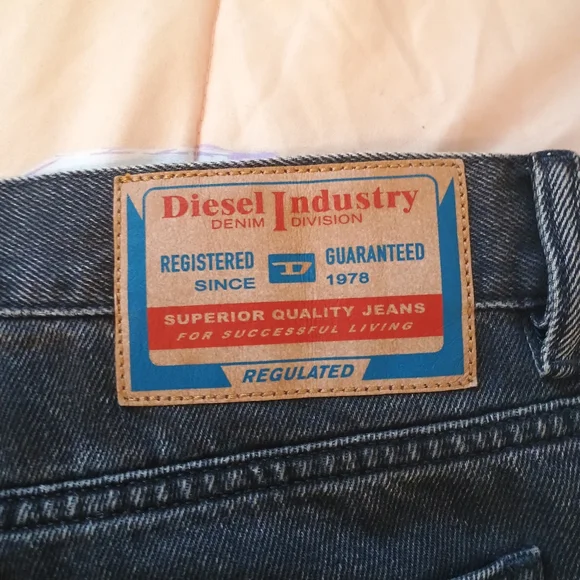 Diesel Industry
DENIM DIVISION
REGISTERED D GUARANTEED
SINCE 1978
SUPERIOR QUALITY JEANS
FOR SUCCESSFUL LIVING
REGULATED